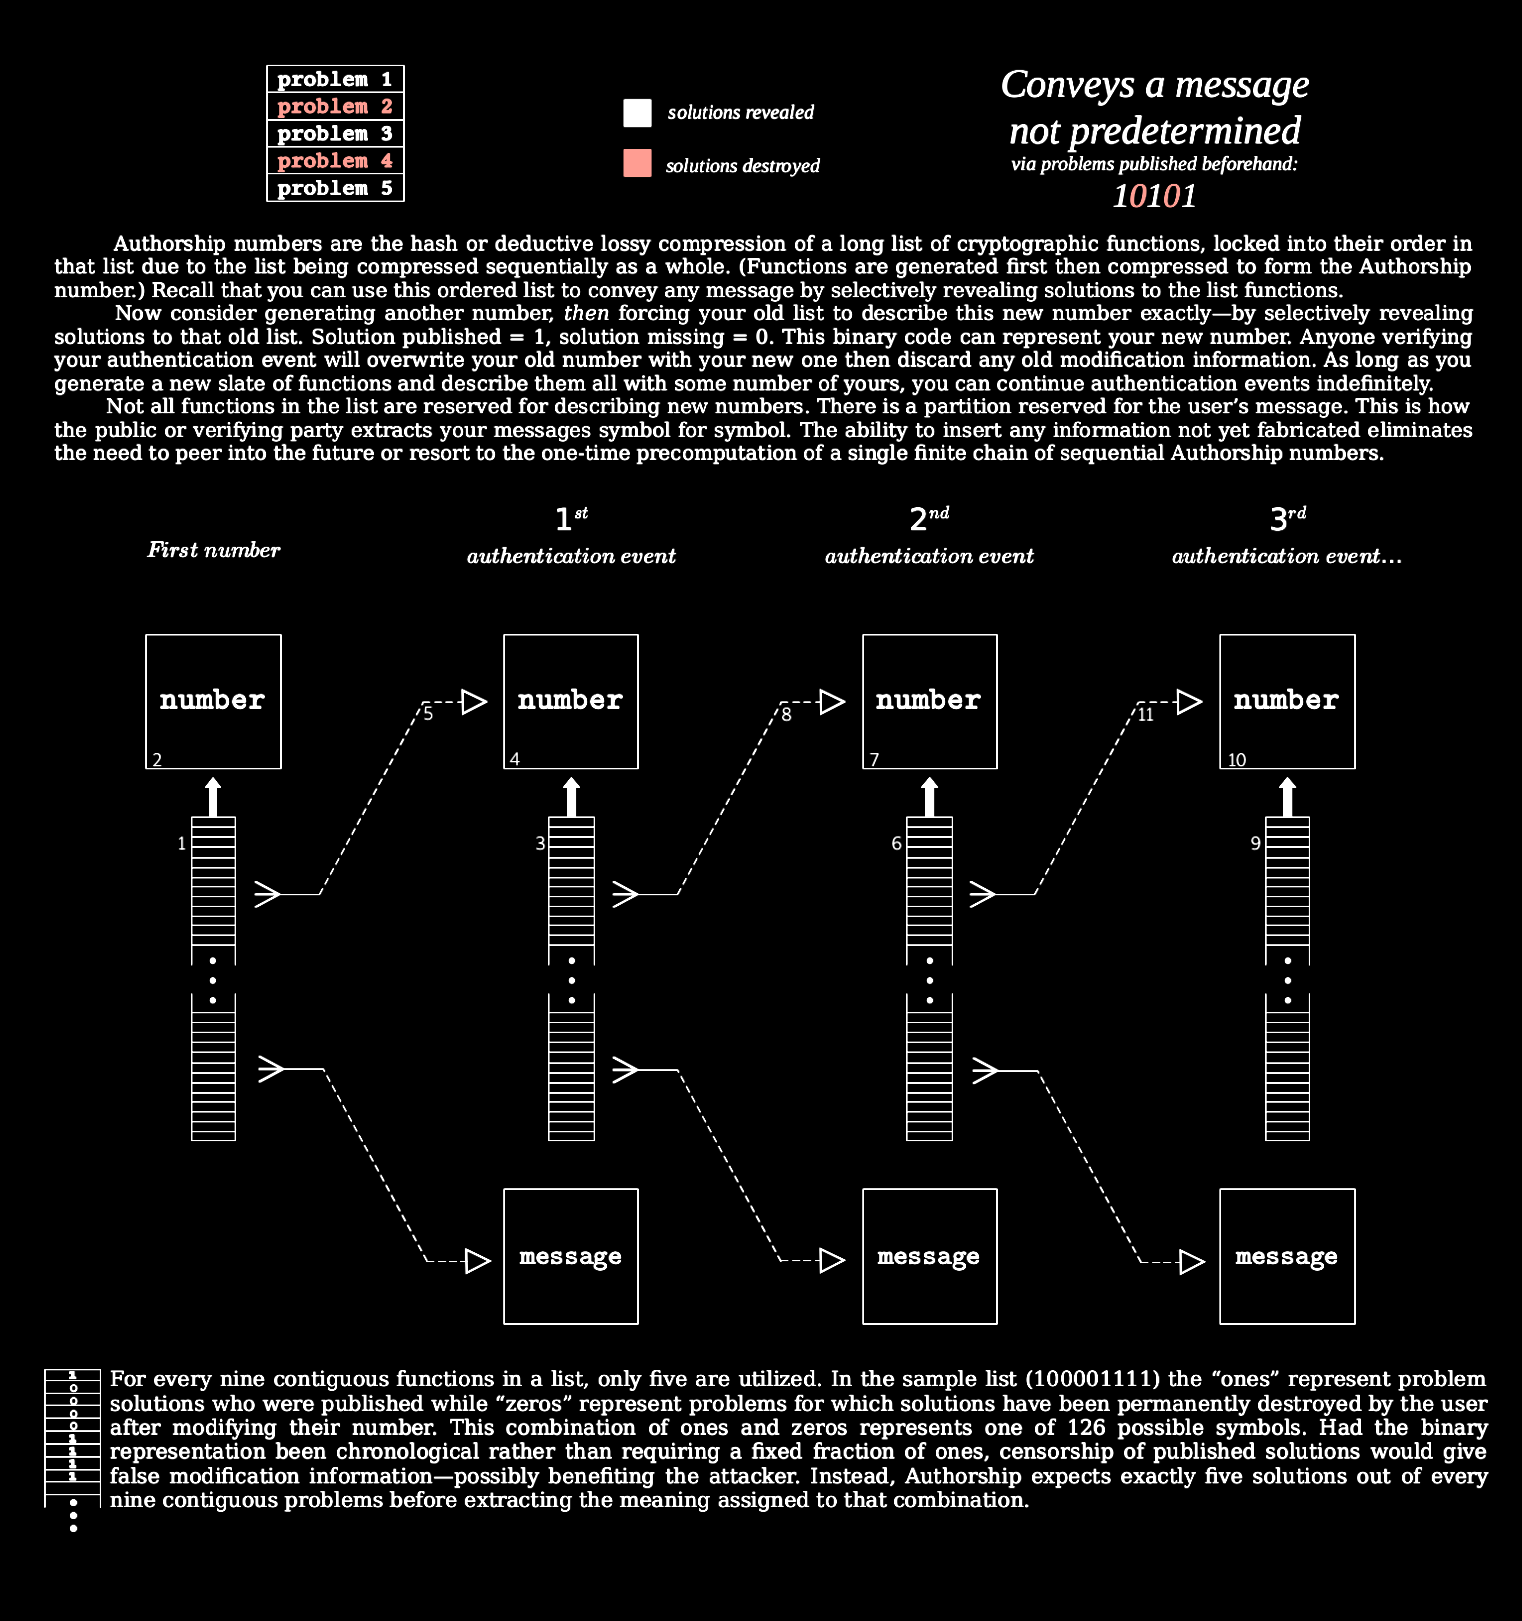 problem 1
problem 2
problem 3
problem 4
problem 5
solutions revealed
solutions destroyed
Conveys a message
not predetermined
via problems published beforehand:
10101
Authorship numbers are the hash or deductive lossy compression of a long list of cryptographic functions, locked into their order in
that list due to the list being compressed sequentially as a whole. (Functions are generated first then compressed to form the Authorship
number.) Recall that you can use this ordered list to convey any message by selectively revealing solutions to the list functions.
Now consider generating another number, then forcing your old list to describe this new number exactly—by selectively revealing
solutions to that old list. Solution published = 1, solution missing = 0. This binary code can represent your new number. Anyone verifying
your authentication event will overwrite your old number with your new one then discard any old modification information. As long as you
generate a new slate of functions and describe them all with some number of yours, you can continue authentication events indefinitely.
Not all functions in the list are reserved for describing new numbers. There is a partition reserved for the user's message. This is how
the public or verifying party extracts your messages symbol for symbol. The ability to insert any information not yet fabricated eliminates
the need to peer into the future or resort to the one-time precomputation of a single finite chain of sequential Authorship numbers.
First number
1st
authentication event
2nd
authentication event
3rd
authentication event...
number
2
5
number
4
8
number
7
11
number
10
1
3
6
9
message
message
message
1
0
0
0
0
1
1
1
1
For every nine contiguous functions in a list, only five are utilized. In the sample list (100001111) the “ones” represent problem
solutions who were published while “zeros” represent problems for which solutions have been permanently destroyed by the user
after modifying their number. This combination of ones and zeros represents one of 126 possible symbols. Had the binary
representation been chronological rather than requiring a fixed fraction of ones, censorship of published solutions would give
false modification information—possibly benefiting the attacker. Instead, Authorship expects exactly five solutions out of every
nine contiguous problems before extracting the meaning assigned to that combination.